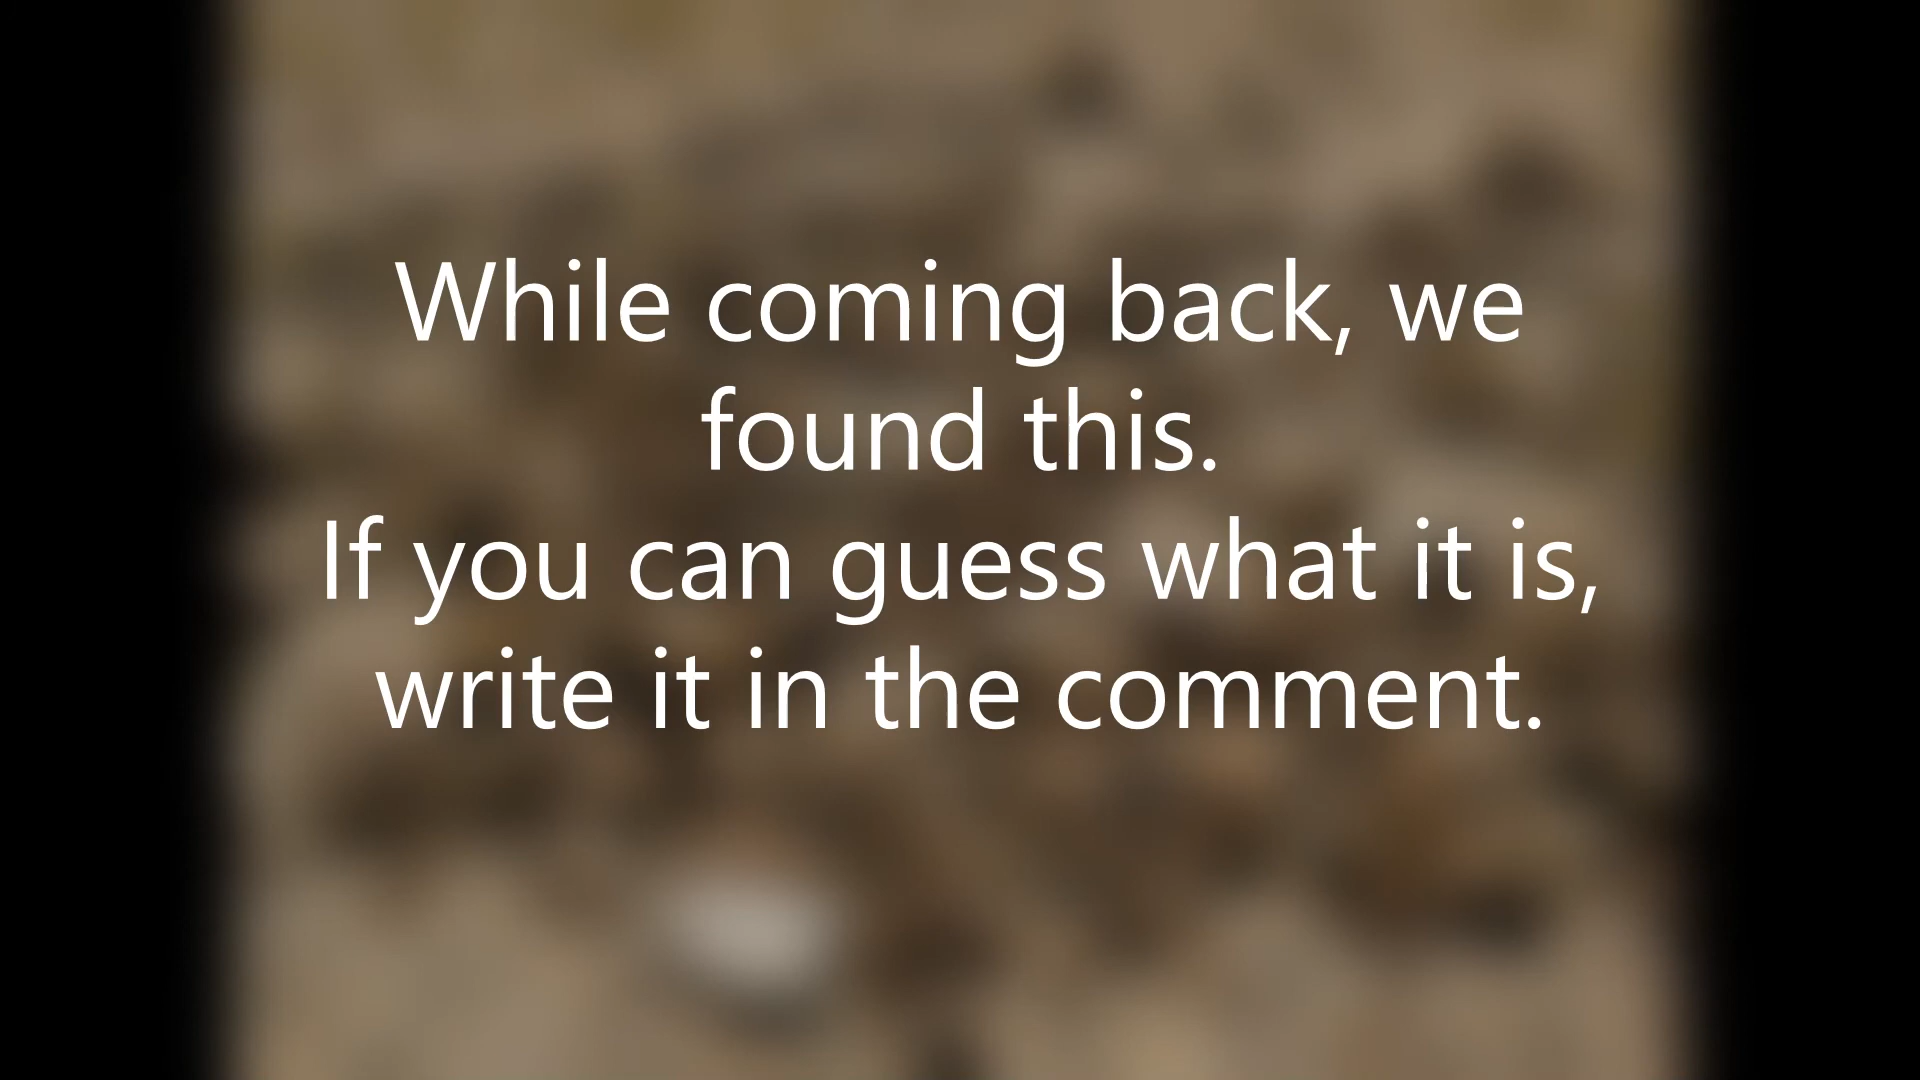 While coming back, we
found this.
If you can guess what it is,
write it in the comment.